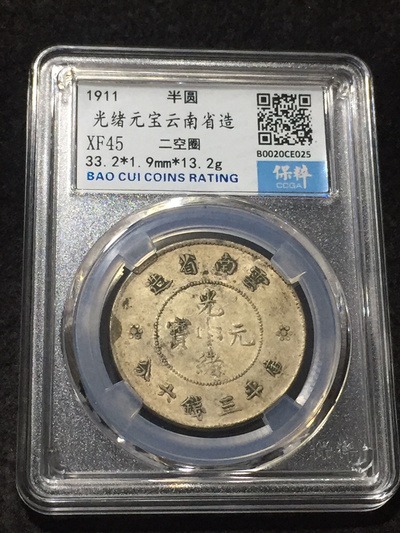 1911 半圆
光绪元宝云南省造
XF45 二空圈
33.2*1.9mm*13.2g
BAO CUI COINS RATING
B0020CE025
保粹
CCGA
雲南省造
光緒元寶
庫平三錢六分